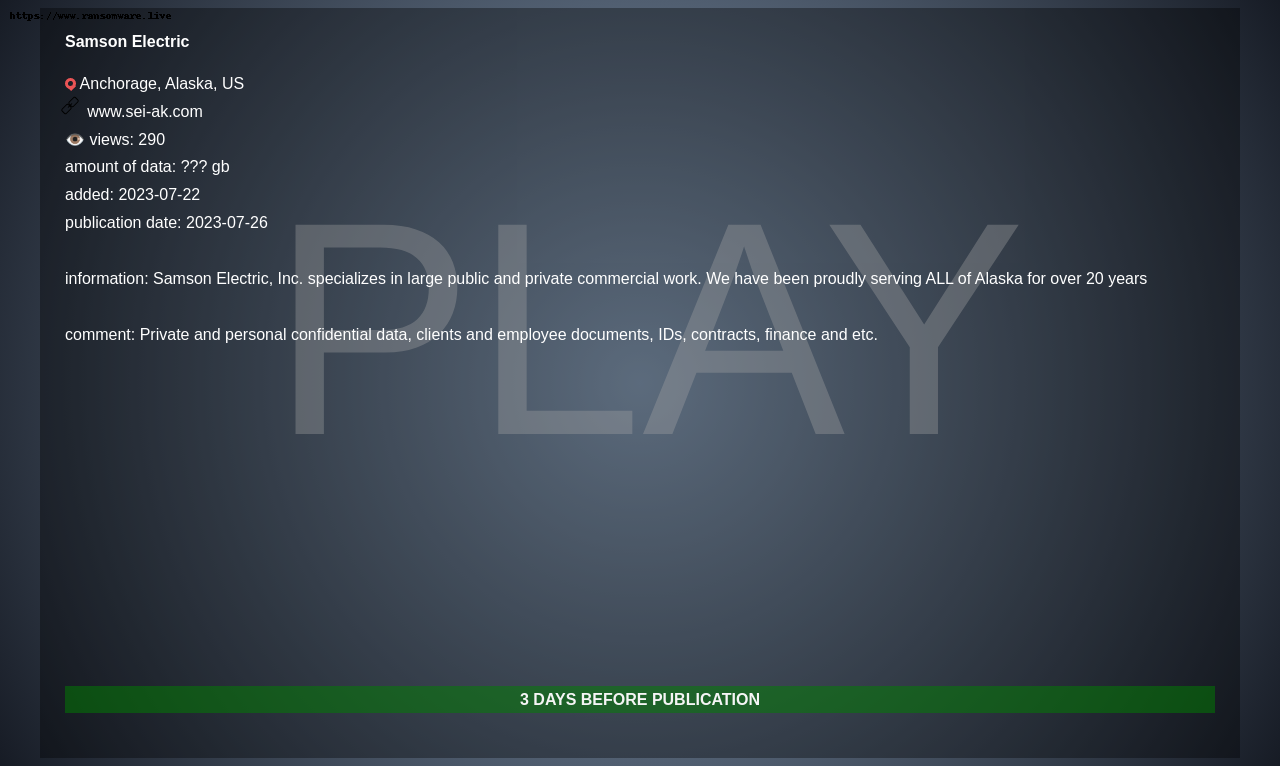 https://www.ransomware.live
Samson Electric
Anchorage, Alaska, US
www.sei-ak.com
views: 290
amount of data: ??? gb
added: 2023-07-22
publication date: 2023-07-26
PLAY
information: Samson Electric, Inc. specializes in large public and private commercial work. We have been proudly serving ALL of Alaska for over 20 years
comment: Private and personal confidential data, clients and employee documents, IDs, contracts, finance and etc.
3 DAYS BEFORE PUBLICATION